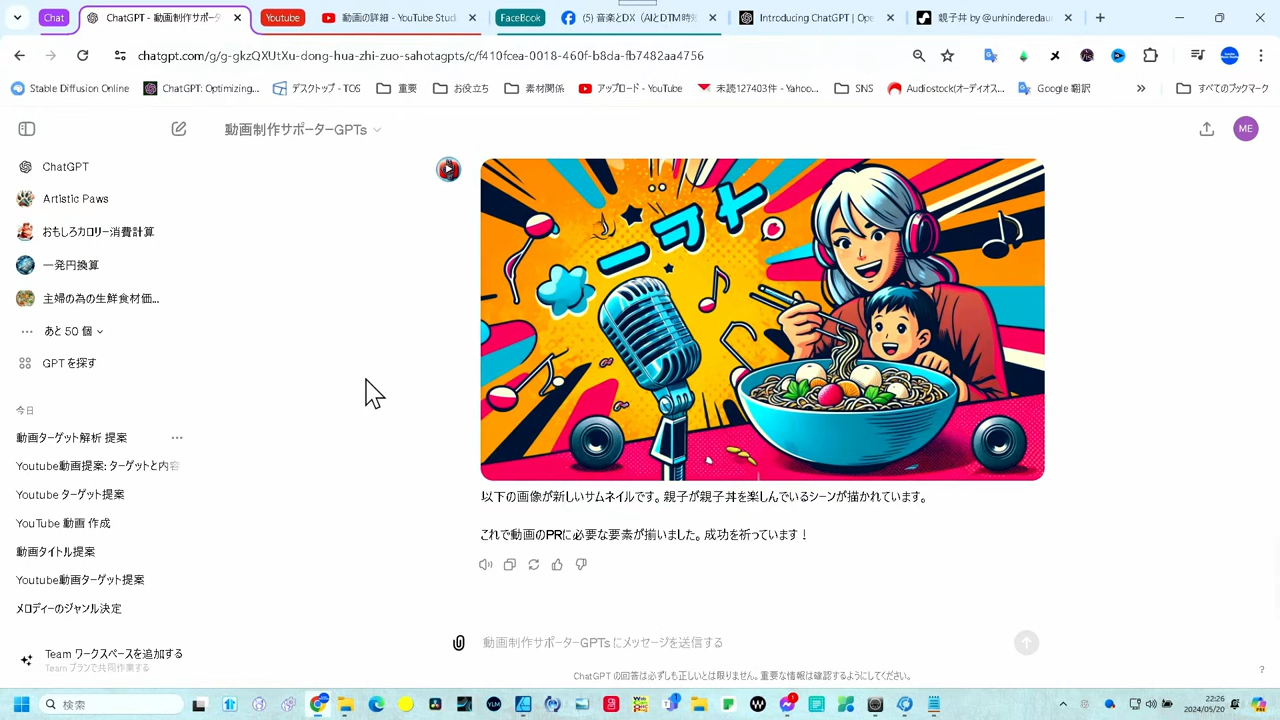 Chat
ChatGPT - 動画制作サポータ
Youtube
動画の詳細 - YouTube Stud
FaceBook
(5) 音楽とDX（AIとDTM時短
Introducing ChatGPT | Ope
親子丼 by @unhinderedau
chatgpt.com/g/g-gkzQXUtXu-dong-hua-zhi-zuo-sahotagpts/c/f410fcea-0018-460f-b8da-fb7482aa4756
Stable Diffusion Online
ChatGPT: Optimizing...
デスクトップ - TOS
重要
お役立ち
素材関係
アップロード - YouTube
未読127403件 - Yahoo...
SNS
Audiostock(オーディオス...
Google 翻訳
すべてのブックマーク
動画制作サポーターGPTs
ME
ChatGPT
Artistic Paws
おもしろカロリー消費計算
一発円換算
主婦の為の生鮮食材価...
あと 50 個
GPT を探す
今日
動画ターゲット解析 提案
Youtube動画提案: ターゲットと内容
Youtube ターゲット提案
YouTube 動画 作成
動画タイトル提案
Youtube動画ターゲット提案
メロディーのジャンル決定
Team ワークスペースを追加する
Team プランで共同作業する
ーヲト
以下の画像が新しいサムネイルです。親子が親子丼を楽しんでいるシーンが描かれています。
これで動画のPRに必要な要素が揃いました。成功を祈っています！
動画制作サポーターGPTs にメッセージを送信する
ChatGPT の回答は必ずしも正しいとは限りません。重要な情報は確認するようにしてください。
?
検索
22:26
2024/05/20